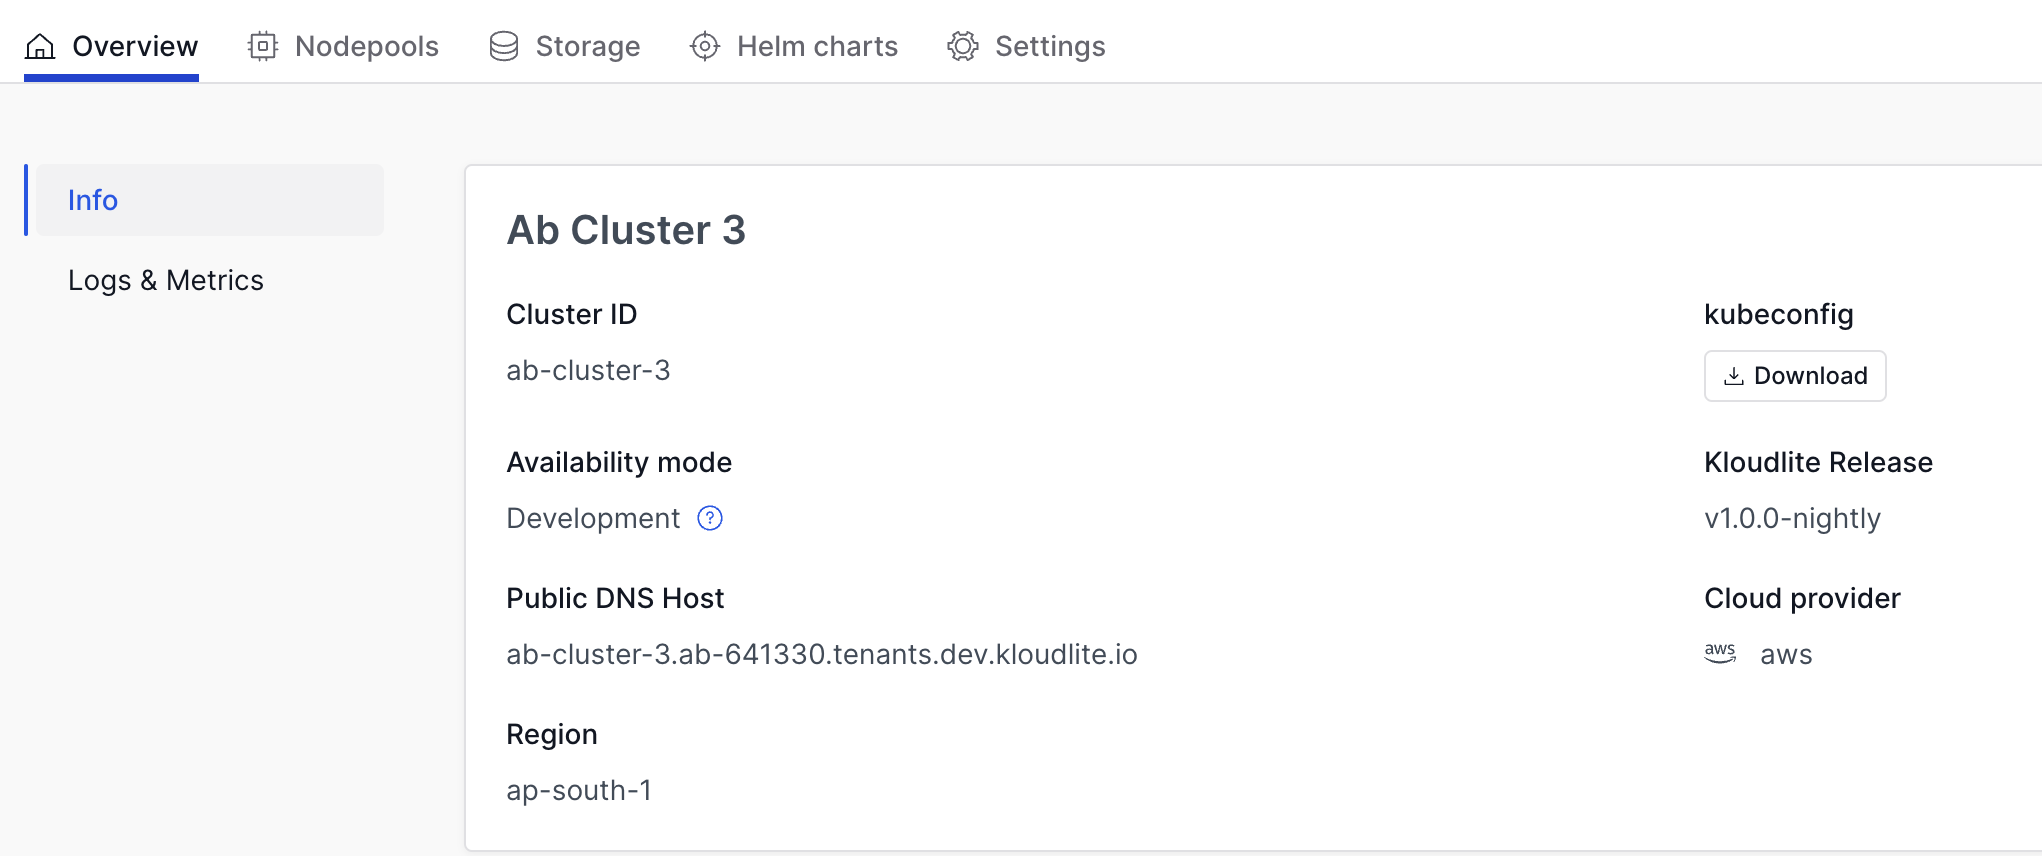 Overview Nodepools Storage Helm charts Settings
Info
Logs & Metrics
Ab Cluster 3
Cluster ID
ab-cluster-3
kubeconfig
Download
Availability mode
Development ?
Kloudlite Release
v1.0.0-nightly
Public DNS Host
ab-cluster-3.ab-641330.tenants.dev.kloudlite.io
Cloud provider
aws aws
Region
ap-south-1